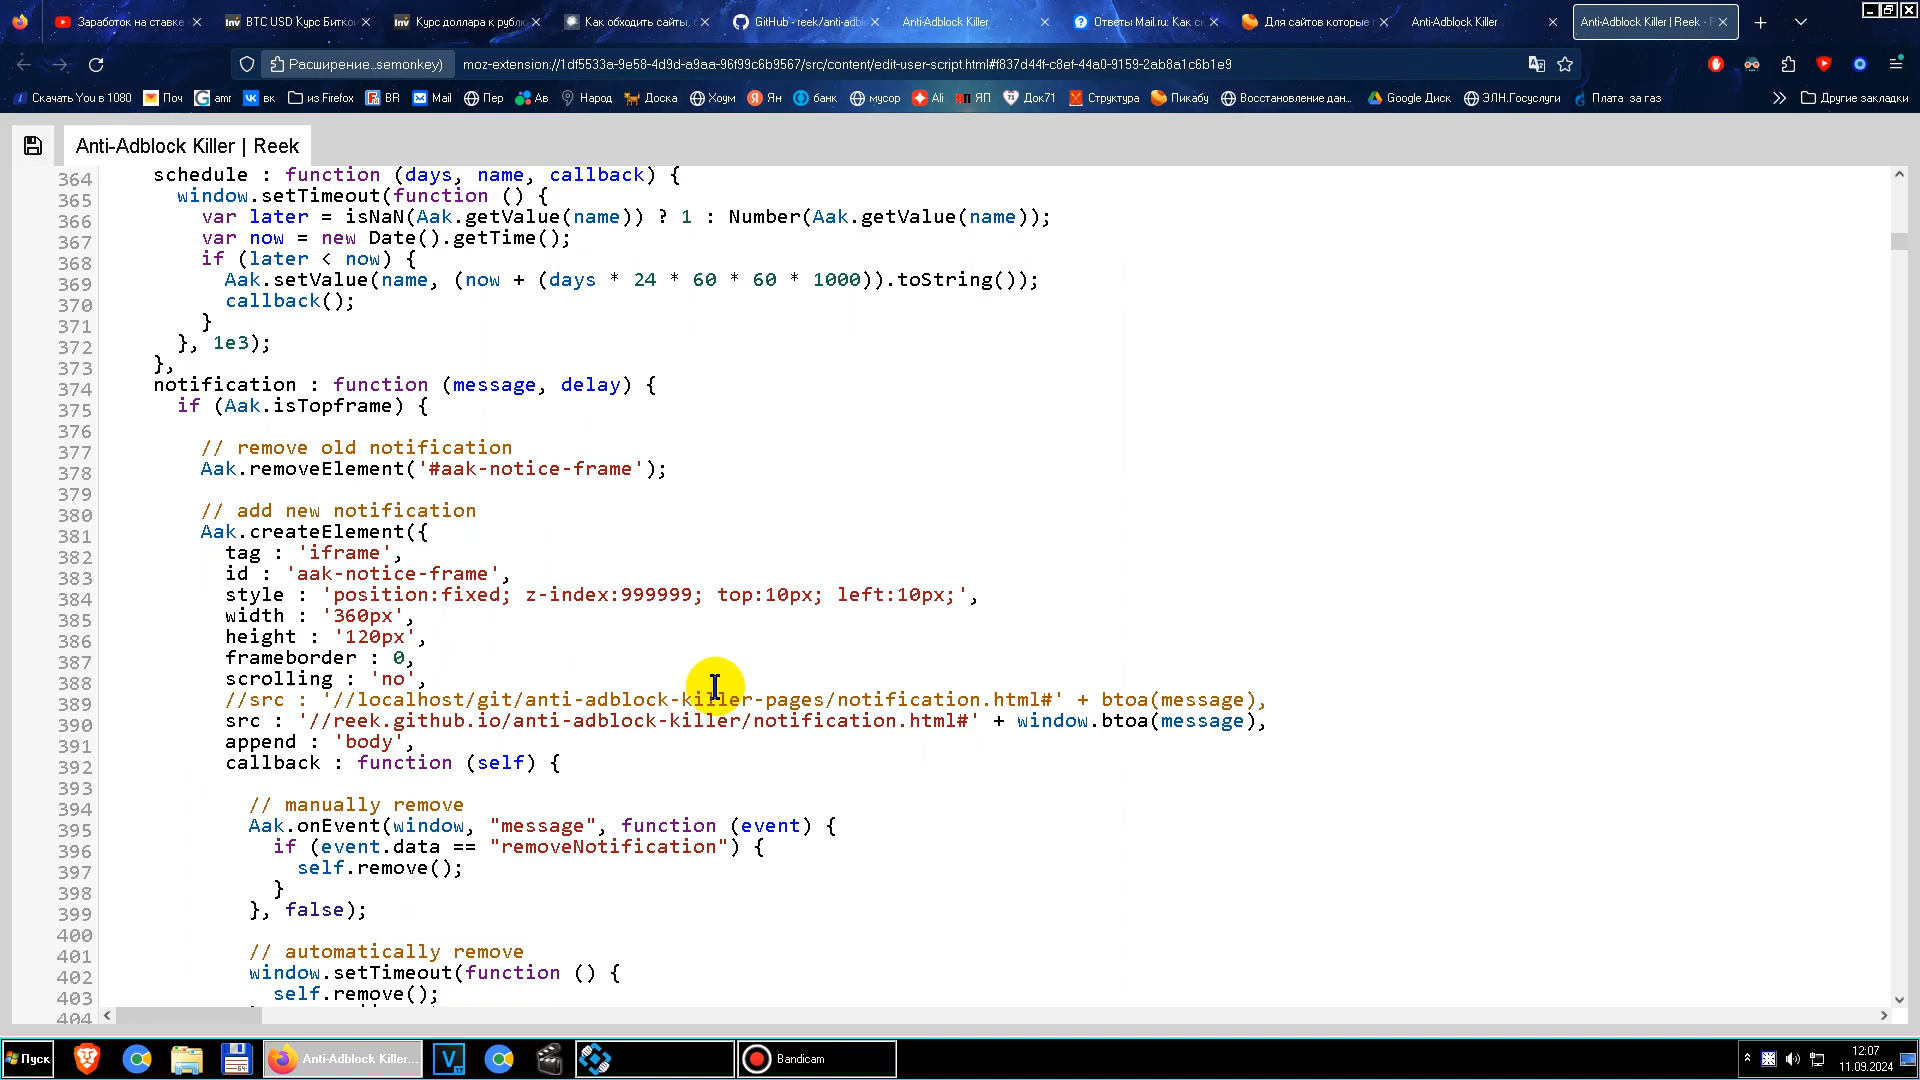 Заработок на ставке
BTC USD Курс Биткои
Курс доллара к рублю
Как обходить сайты,
GitHub - reek/anti-adbl
Anti-Adblock Killer
Ответы Mail.ru: Как ск
Для сайтов которые
Anti-Adblock Killer
Anti-Adblock Killer | Reek - F
Расширение...semonkey)
moz-extension://1df5533a-9e58-4d9d-a9aa-96f99c6b9567/src/content/edit-user-script.html#f837d44f-c8ef-44a0-9159-2ab8a1c6b1e9
Скачать You в 1080
Поч
amr
вк
из Firefox
BR
Mail
Пер
Ав
Народ
Доска
Хоум
Ян
банк
мусор
Ali
ЯП
Док71
Структура
Пикабу
Восстановление дан...
Google Диск
ЭЛН.Госуслуги
Плата за газ
Другие закладки
Anti-Adblock Killer | Reek
364 schedule : function (days, name, callback) {
365 window.setTimeout(function () {
366 var later = isNaN(Aak.getValue(name)) ? 1 : Number(Aak.getValue(name));
367 var now = new Date().getTime();
368 if (later < now) {
369 Aak.setValue(name, (now + (days * 24 * 60 * 60 * 1000)).toString());
370 callback();
371 }
372 }, 1e3);
373 },
374 notification : function (message, delay) {
375 if (Aak.isTopframe) {
376
377 // remove old notification
378 Aak.removeElement('#aak-notice-frame');
379
380 // add new notification
381 Aak.createElement({
382 tag : 'iframe',
383 id : 'aak-notice-frame',
384 style : 'position:fixed; z-index:999999; top:10px; left:10px;',
385 width : '360px',
386 height : '120px',
387 frameborder : 0,
388 scrolling : 'no',
389 //src : '//localhost/git/anti-adblock-killer-pages/notification.html#' + btoa(message),
390 src : '//reek.github.io/anti-adblock-killer/notification.html#' + window.btoa(message),
391 append : 'body',
392 callback : function (self) {
393
394 // manually remove
395 Aak.onEvent(window, "message", function (event) {
396 if (event.data == "removeNotification") {
397 self.remove();
398 }
399 }, false);
400
401 // automatically remove
402 window.setTimeout(function () {
403 self.remove();
404
Пуск
Anti-Adblock Killer...
Bandicam
12:07
11.09.2024